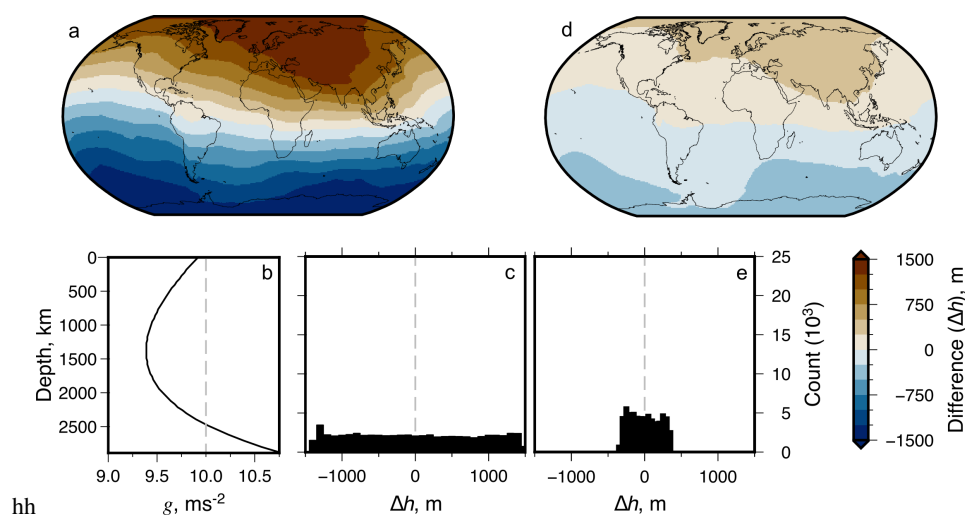 a
d
b
c
e
0
500
1000
1500
2000
2500
Depth, km
9.0
9.5
10.0
10.5
g, ms⁻²
−1000
0
1000
Δh, m
25
20
15
10
5
0
Count (10³)
−1000
0
1000
Δh, m
1500
750
0
−750
−1500
Difference (Δh), m
hh